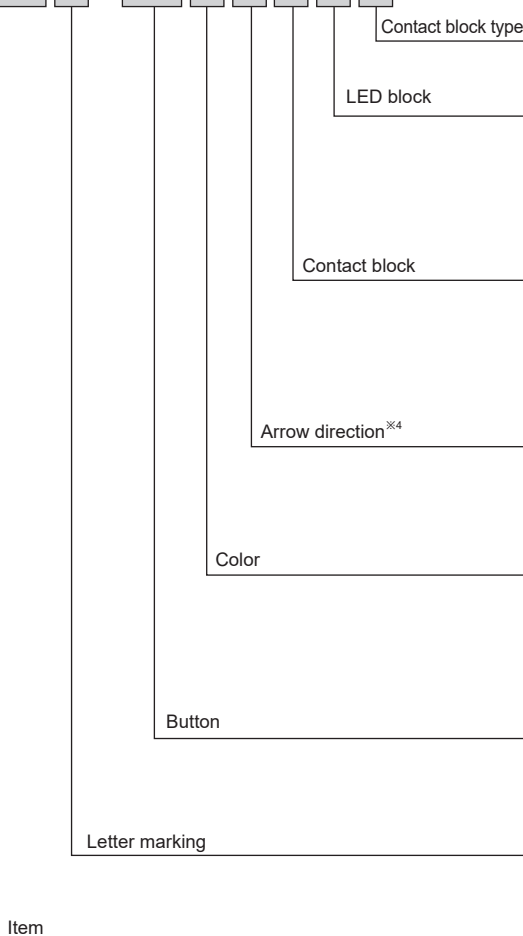 Contact block type
LED block
Contact block
Arrow direction※4
Color
Button
Letter marking
Item